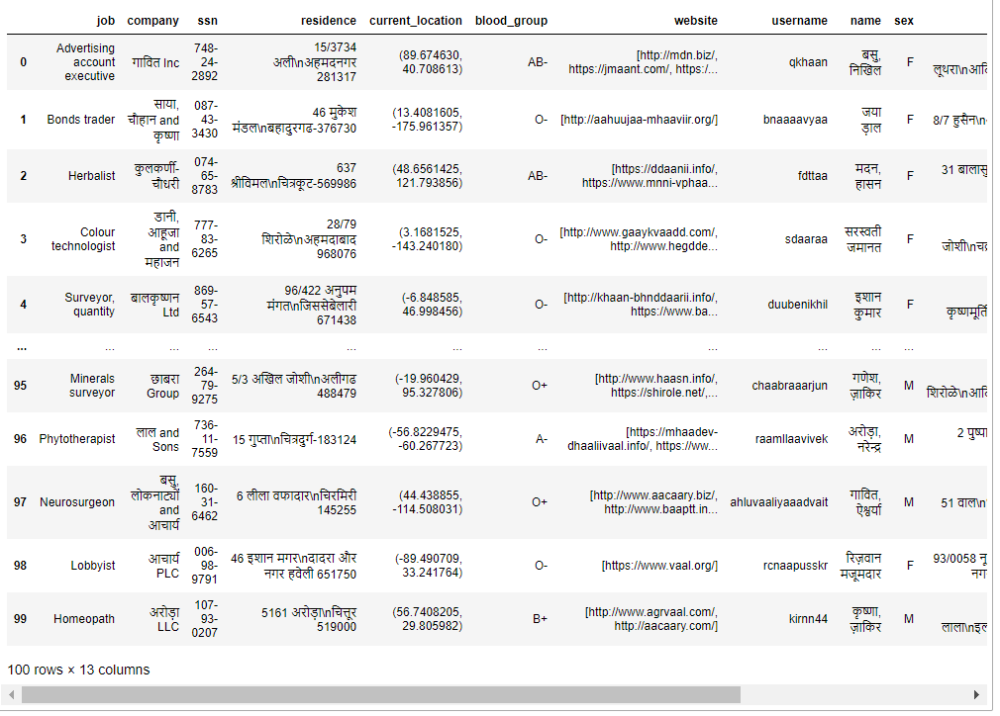 job company ssn residence current_location blood_group website username name sex
0 Advertising account executive गावित Inc 748-24-2892 15/3734 अली\nअहमदनगर 281317 (89.674630, 40.708613) AB- [http://mdn.biz/, https://jmaant.com/, https:/... qkhaan बसु, निखिल F लूथरा\nआदि
1 Bonds trader साया, चौहान and कृष्णा 087-43-3430 46 मुकेश मंडल\nबहादुरगढ-376730 (13.4081605, -175.961357) O- [http://aahuujaa-mhaaviir.org/] bnaaaavyaa जया ड़ाल F 8/7 हुसैन\n
2 Herbalist कुलकर्णी-चौधरी 074-65-8783 637 श्रीविमल\nचित्रकूट-569986 (48.6561425, 121.793856) AB- [https://ddaanii.info/, https://www.mnni-vphaa... fdttaa मदन, हासन F 31 बालासु
3 Colour technologist डानी, आहूजा and महाजन 777-83-6265 28/79 शिरोळे\nअहमदाबाद 968076 (3.1681525, -143.240180) O- [http://www.gaaykvaadd.com/, http://www.hegdde... sdaaraa सरस्वती जमानत F जोशी\nचद्र
4 Surveyor, quantity बालकृष्णन Ltd 869-57-6543 96/422 अनुपम मंगत\nजिससेबेलारी 671438 (-6.848585, 46.998456) O- [http://khaan-bhnddaarii.info/, https://www.ba... duubenikhil इशान कुमार F कृष्णमूर्ति
... ... ... ... ... ... ... ... ... ... ...
95 Minerals surveyor छाबरा Group 264-79-9275 5/3 अखिल जोशी\nअलीगढ 488479 (-19.960429, 95.327806) O+ [http://www.haasn.info/, https://shirole.net/,... chaabraaarjun गणेश, ज़ाकिर M शिरोळे\nआदि
96 Phytotherapist लाल and Sons 736-11-7559 15 गुप्ता\nचित्रदुर्ग-183124 (-56.8229475, -60.267723) A- [https://mhaadev-dhaaliivaal.info/, https://ww... raamllaavivek अरोड़ा, नरेन्द्र M 2 पुष्पा
97 Neurosurgeon बसु, लोकनाट्यों and आचार्य 160-31-6462 6 लीला वफादार\nचिरमिरी 145255 (44.438855, -114.508031) O+ [http://www.aacaary.biz/, http://www.baaptt.in... ahluvaaliyaaadvait गावित, ऐश्वर्या M 51 वाल\n
98 Lobbyist आचार्य PLC 006-98-9791 46 इशान मगर\nदादरा और नगर हवेली 651750 (-89.490709, 33.241764) O- [https://www.vaal.org/] rcnaapusskr रिज़वान मजूमदार F 93/0058 नू नग
99 Homeopath अरोड़ा LLC 107-93-0207 5161 अरोड़ा\nचित्तूर 519000 (56.7408205, 29.805982) B+ [http://www.agrvaal.com/, http://aacaary.com/] kirnn44 कृष्णा, ज़ाकिर M लाला\nइल
100 rows × 13 columns